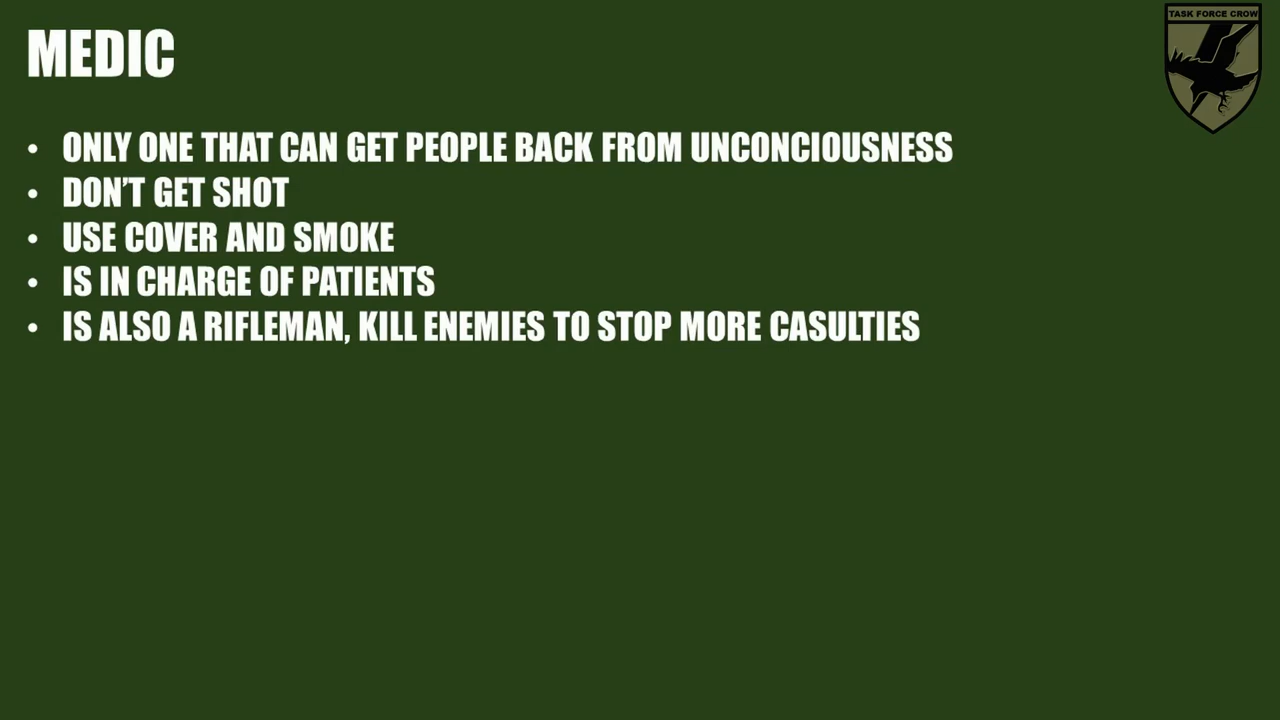 TASK FORCE CROW
MEDIC
• ONLY ONE THAT CAN GET PEOPLE BACK FROM UNCONCIOUSNESS
• DON'T GET SHOT
• USE COVER AND SMOKE
• IS IN CHARGE OF PATIENTS
• IS ALSO A RIFLEMAN, KILL ENEMIES TO STOP MORE CASULTIES